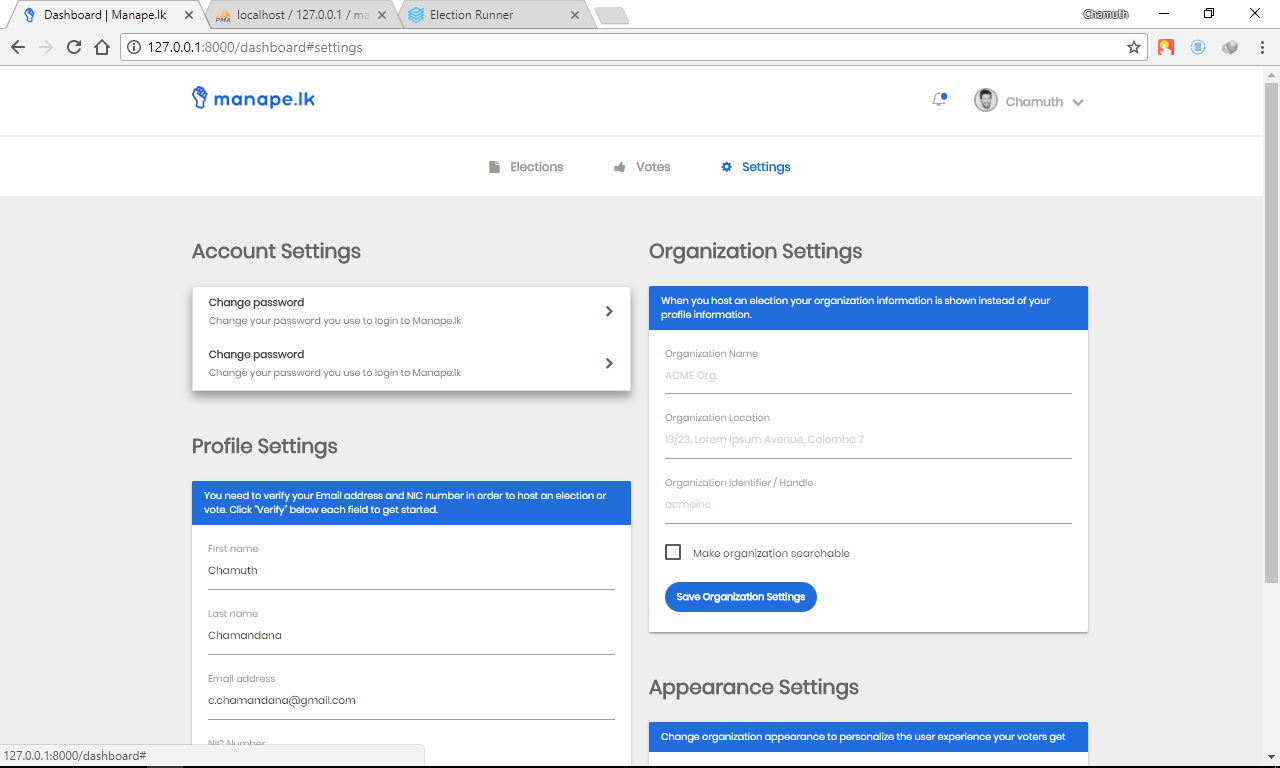 Dashboard | Manape.lk
localhost / 127.0.0.1 / ma
Election Runner
Chamuth
127.0.0.1:8000/dashboard#settings
manape.lk
Chamuth
Elections
Votes
Settings
Account Settings
Change password
Change your password you use to login to Manape.lk
Change password
Change your password you use to login to Manape.lk
Profile Settings
You need to verify your Email address and NIC number in order to host an election or
vote. Click "Verify" below each field to get started.
First name
Chamuth
Last name
Chamandana
Email address
c.chamandana@gmail.com
NIC Number
Organization Settings
When you host an election your organization information is shown instead of your
profile information.
Organization Name
ACME Org.
Organization Location
13/23, Lorem Ipsum Avenue, Colombo 7
Organization Identifier / Handle
acmeinc
Make organization searchable
Save Organization Settings
Appearance Settings
Change organization appearance to personalize the user experience your voters get
127.0.0.1:8000/dashboard#